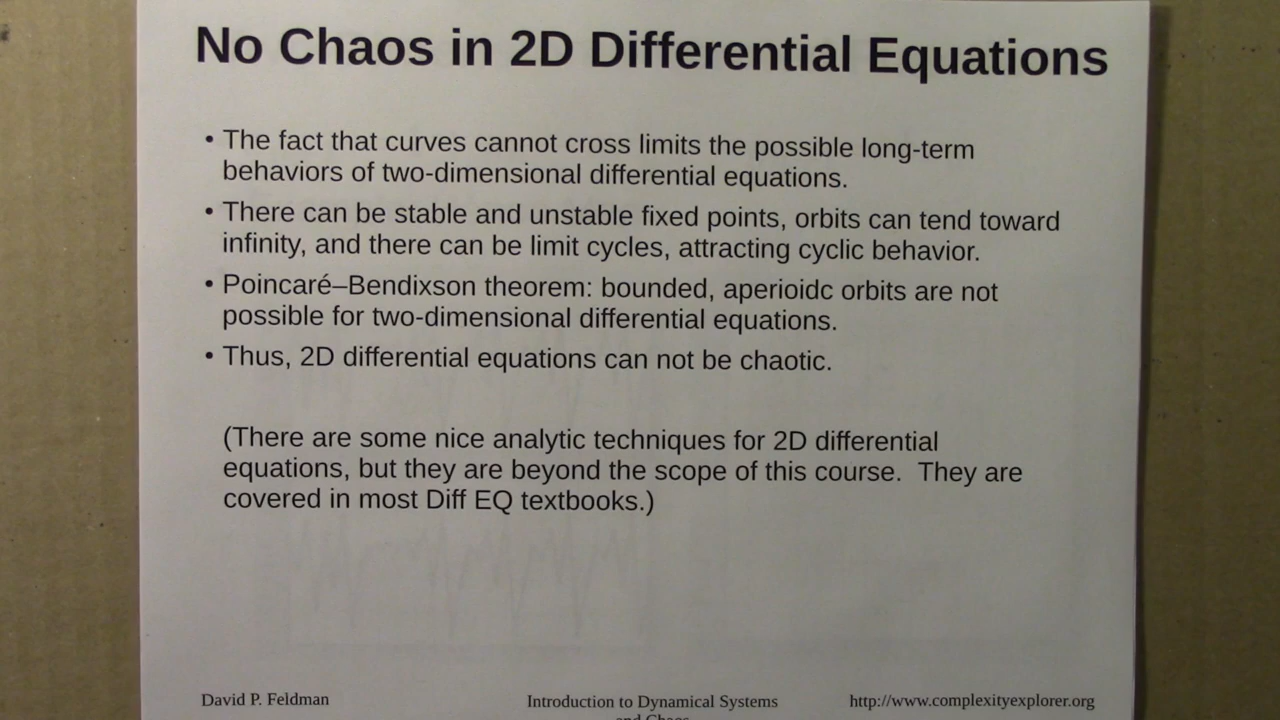 No Chaos in 2D Differential Equations
• The fact that curves cannot cross limits the possible long-term
behaviors of two-dimensional differential equations.
• There can be stable and unstable fixed points, orbits can tend toward
infinity, and there can be limit cycles, attracting cyclic behavior.
• Poincaré–Bendixson theorem: bounded, aperioidc orbits are not
possible for two-dimensional differential equations.
• Thus, 2D differential equations can not be chaotic.
(There are some nice analytic techniques for 2D differential
equations, but they are beyond the scope of this course.  They are
covered in most Diff EQ textbooks.)
David P. Feldman
Introduction to Dynamical Systems
and Chaos
http://www.complexityexplorer.org